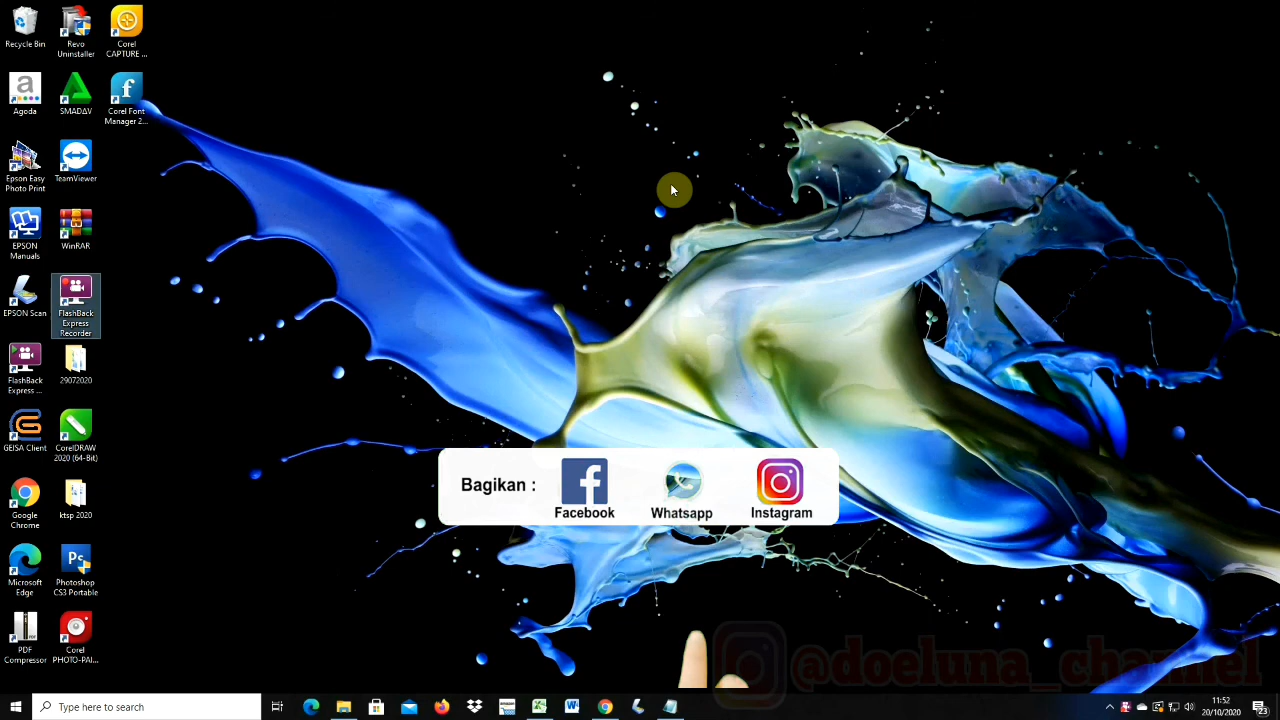 Recycle Bin
Revo
Uninstaller
Corel
CAPTURE ...
Agoda
SMADAV
Corel Font
Manager 2...
Epson Easy
Photo Print
TeamViewer
EPSON
Manuals
WinRAR
EPSON Scan
FlashBack
Express
Recorder
FlashBack
Express ...
29072020
GEISA Client
CorelDRAW
2020 (64-Bit)
Google
Chrome
ktsp 2020
Microsoft
Edge
Photoshop
CS3 Portable
PDF
Compressor
Corel
PHOTO-PAI...
Bagikan :
Facebook
Whatsapp
Instagram
@doeluna_channel
Type here to search
11:52
20/10/2020
23